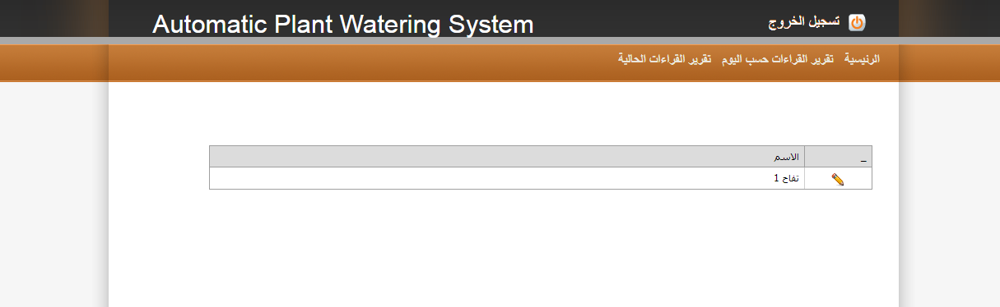 Automatic Plant Watering System
تسجيل الخروج
الرئيسية تقرير القراءات حسب اليوم تقرير القراءات الحالية
_ الاسم
تفاح 1